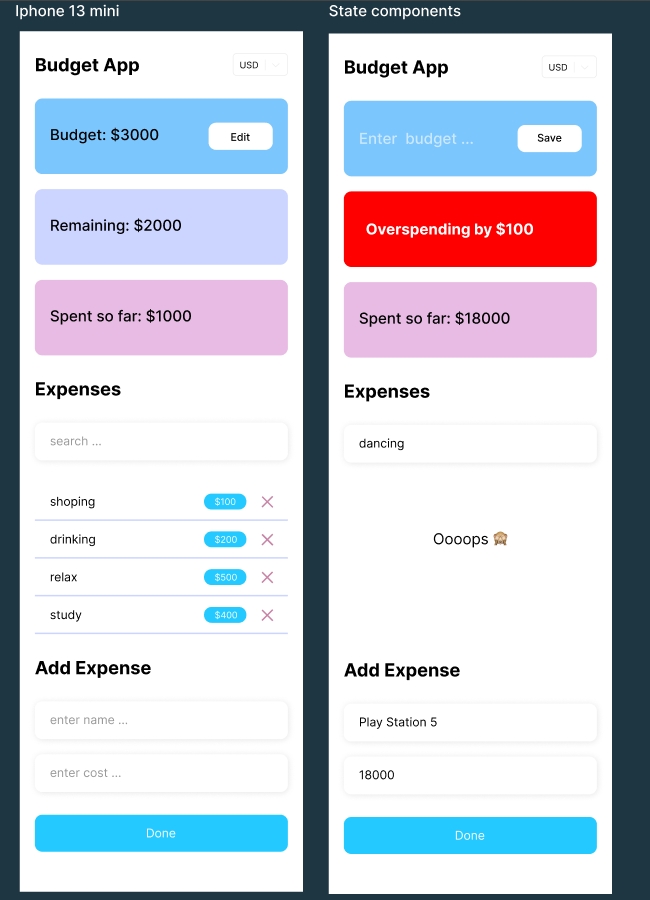 Iphone 13 mini
Budget App
USD
Budget: $3000
Edit
Remaining: $2000
Spent so far: $1000
Expenses
search ...
shoping $100
drinking $200
relax $500
study $400
Add Expense
enter name ...
enter cost ...
Done
State components
Budget App
USD
Enter budget ...
Save
Overspending by $100
Spent so far: $18000
Expenses
dancing
Oooops 🙈
Add Expense
Play Station 5
18000
Done